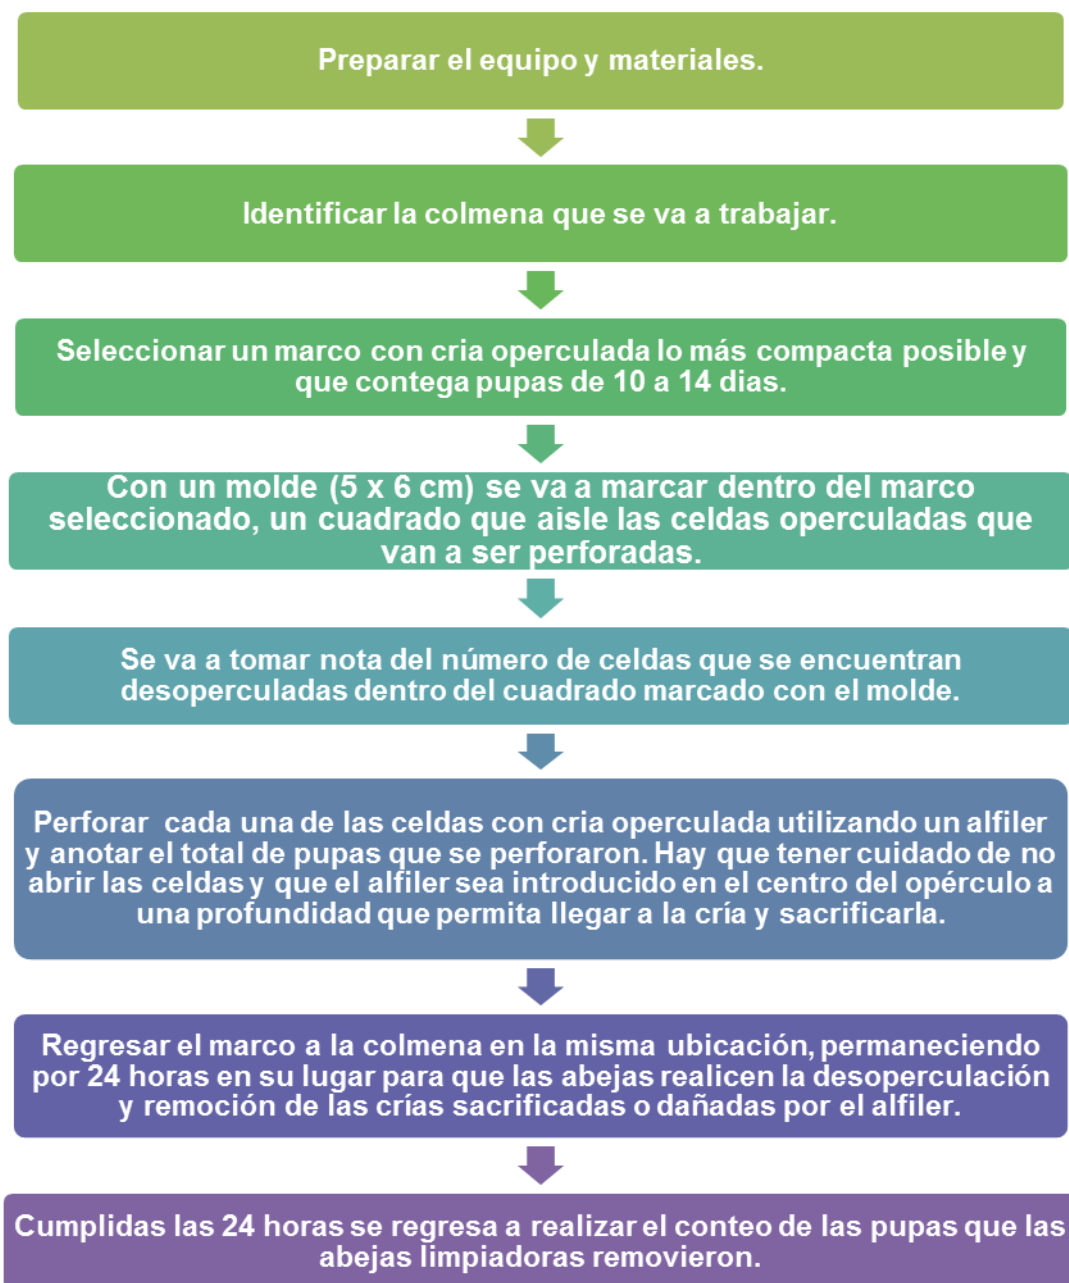 Preparar el equipo y materiales.
Identificar la colmena que se va a trabajar.
Seleccionar un marco con cria operculada lo más compacta posible y
que contega pupas de 10 a 14 dias.
Con un molde (5 x 6 cm) se va a marcar dentro del marco
seleccionado, un cuadrado que aisle las celdas operculadas que
van a ser perforadas.
Se va a tomar nota del número de celdas que se encuentran
desoperculadas dentro del cuadrado marcado con el molde.
Perforar cada una de las celdas con cria operculada utilizando un alfiler
y anotar el total de pupas que se perforaron. Hay que tener cuidado de no
abrir las celdas y que el alfiler sea introducido en el centro del opérculo a
una profundidad que permita llegar a la cría y sacrificarla.
Regresar el marco a la colmena en la misma ubicación, permaneciendo
por 24 horas en su lugar para que las abejas realicen la desoperculación
y remoción de las crías sacrificadas o dañadas por el alfiler.
Cumplidas las 24 horas se regresa a realizar el conteo de las pupas que las
abejas limpiadoras removieron.